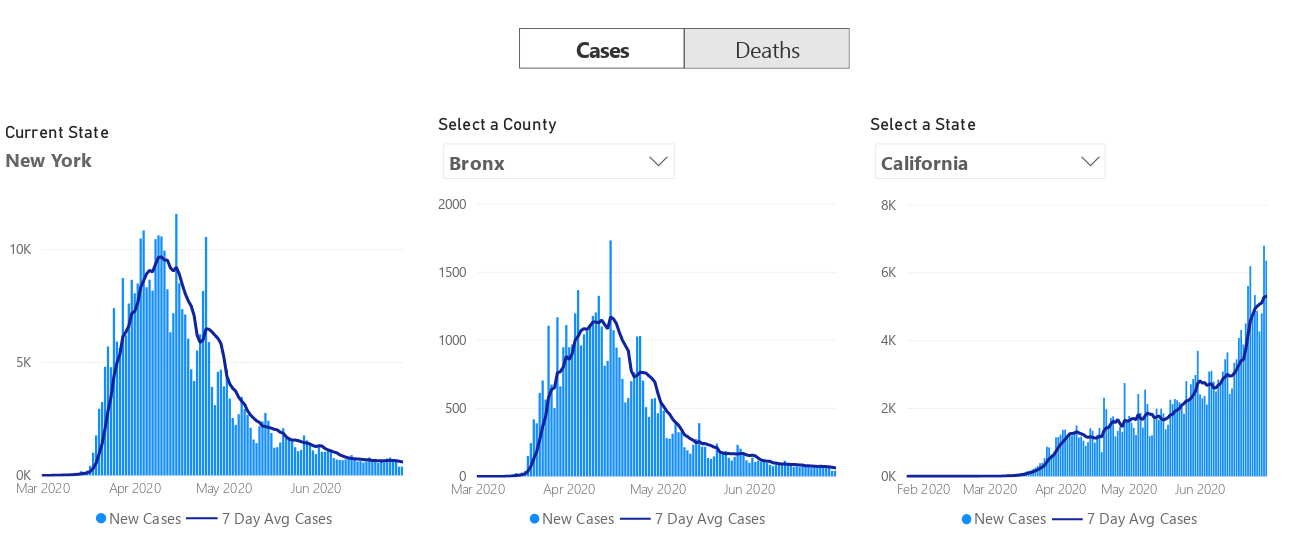 Cases Deaths
Current State
New York
10K
5K
0K
Mar 2020 Apr 2020 May 2020 Jun 2020
New Cases 7 Day Avg Cases
Select a County
Bronx
2000
1500
1000
500
0
Mar 2020 Apr 2020 May 2020 Jun 2020
New Cases 7 Day Avg Cases
Select a State
California
8K
6K
4K
2K
0K
Feb 2020 Mar 2020 Apr 2020 May 2020 Jun 2020
New Cases 7 Day Avg Cases